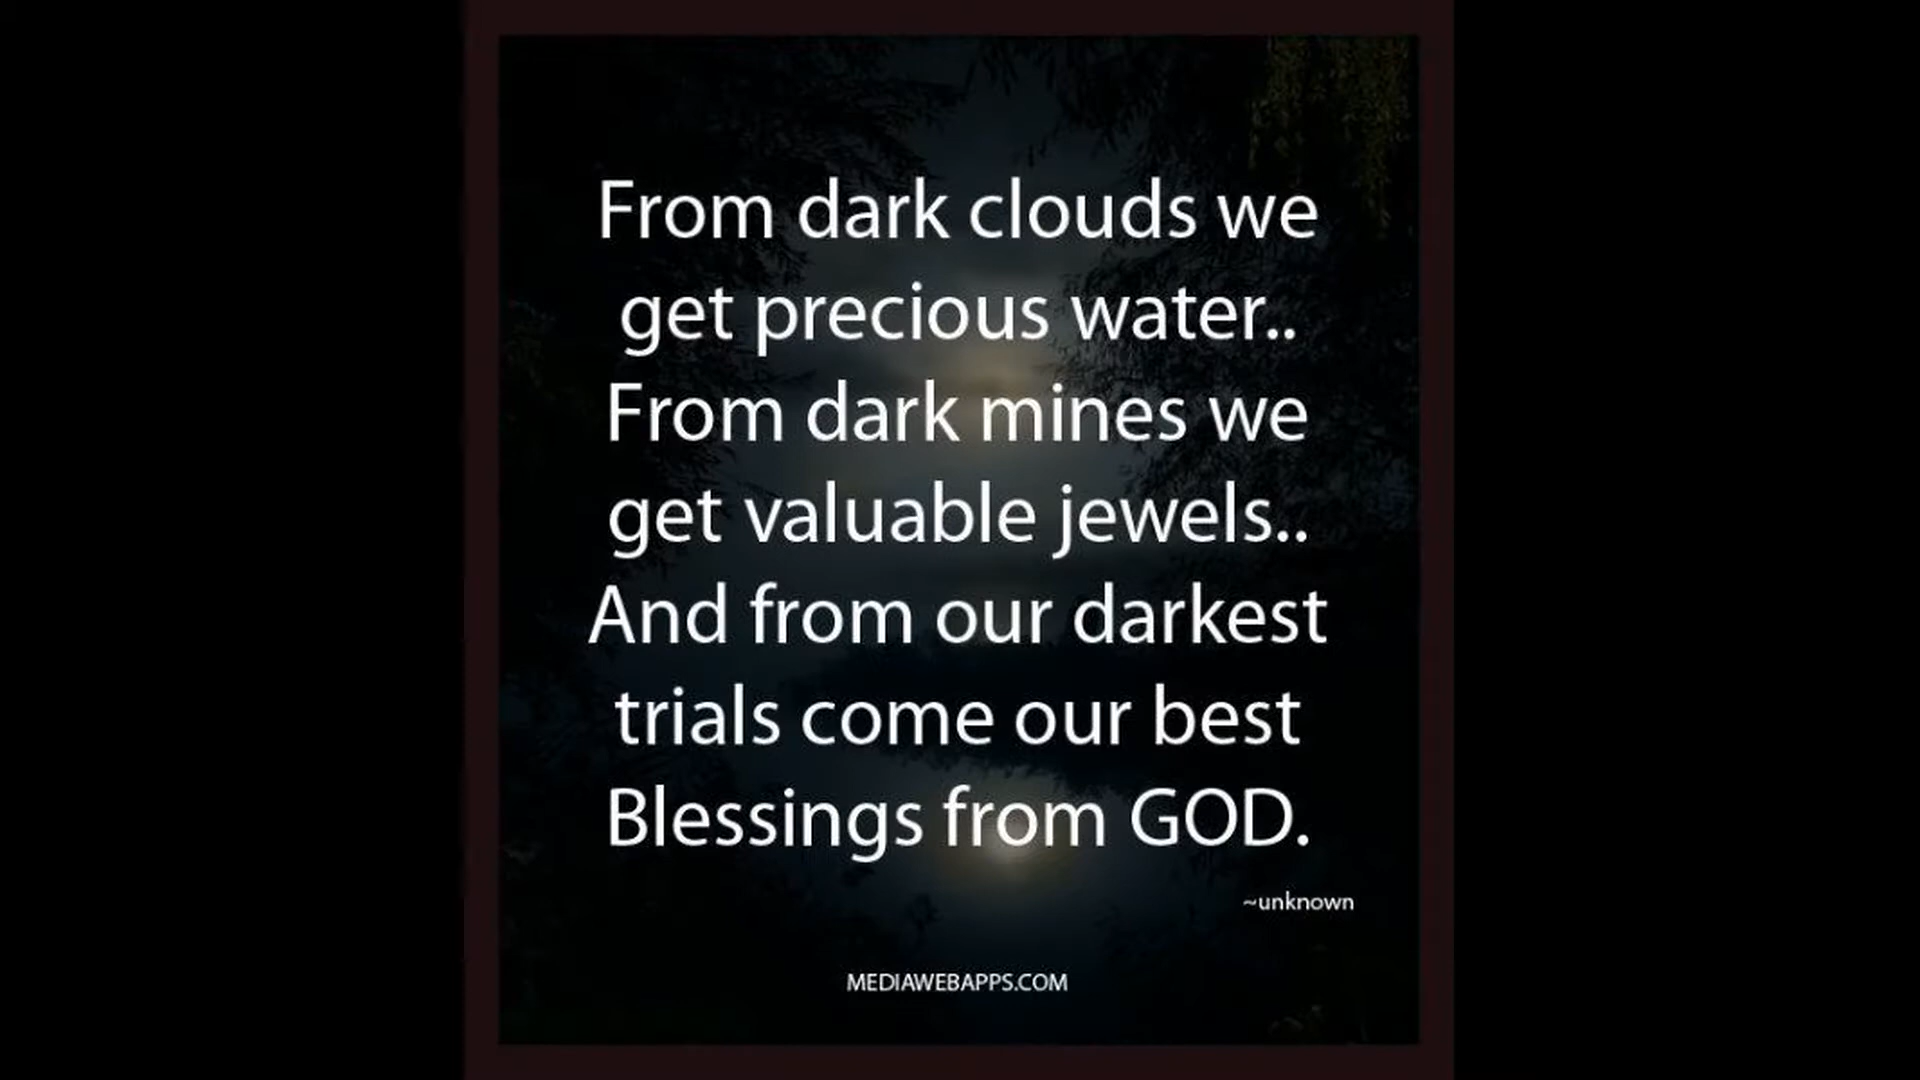 From dark clouds we
get precious water..
From dark mines we
get valuable jewels..
And from our darkest
trials come our best
Blessings from GOD.
~unknown
MEDIAWEBAPPS.COM